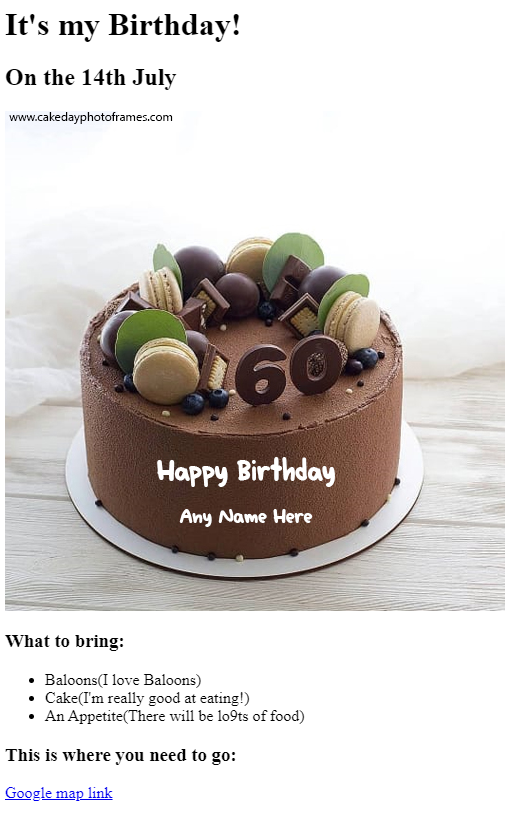 It's my Birthday!
On the 14th July
www.cakedayphotoframes.com
60
Happy Birthday
Any Name Here
What to bring:
Baloons(I love Baloons)
Cake(I'm really good at eating!)
An Appetite(There will be lo9ts of food)
This is where you need to go:
Google map link